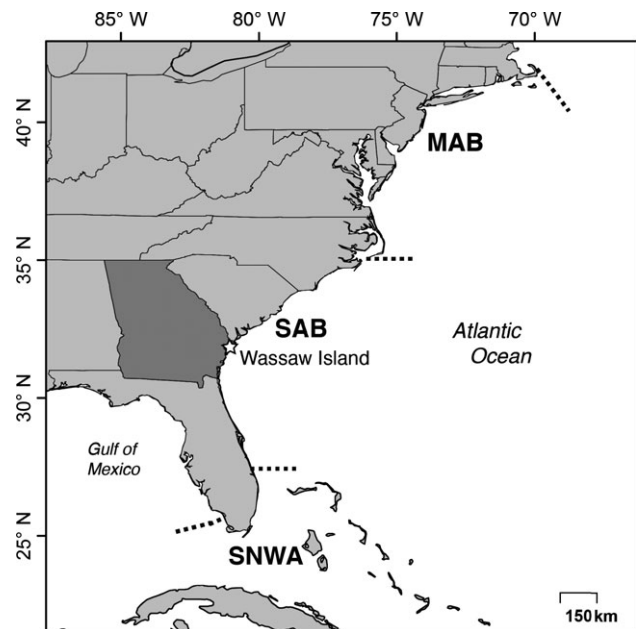 85° W
80° W
75° W
70° W
40° N
35° N
30° N
25° N
MAB
SAB
Wassaw Island
Atlantic
Ocean
Gulf of
Mexico
SNWA
150 km